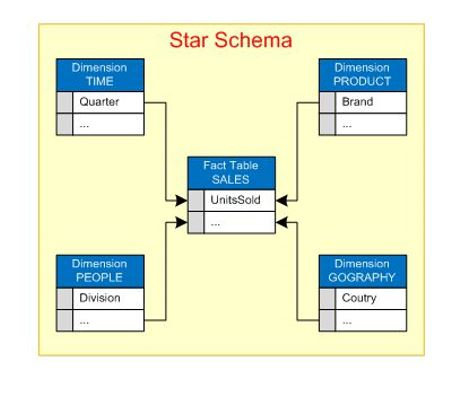 Star Schema
Dimension
TIME
Quarter
...
Dimension
PRODUCT
Brand
...
Fact Table
SALES
UnitsSold
...
Dimension
PEOPLE
Division
...
Dimension
GOGRAPHY
Coutry
...